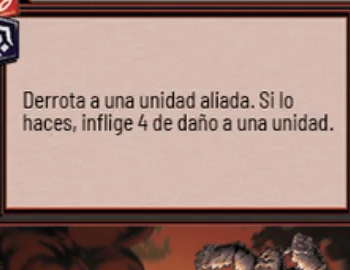 Derrota a una unidad aliada. Si lo
haces, inflige 4 de daño a una unidad.